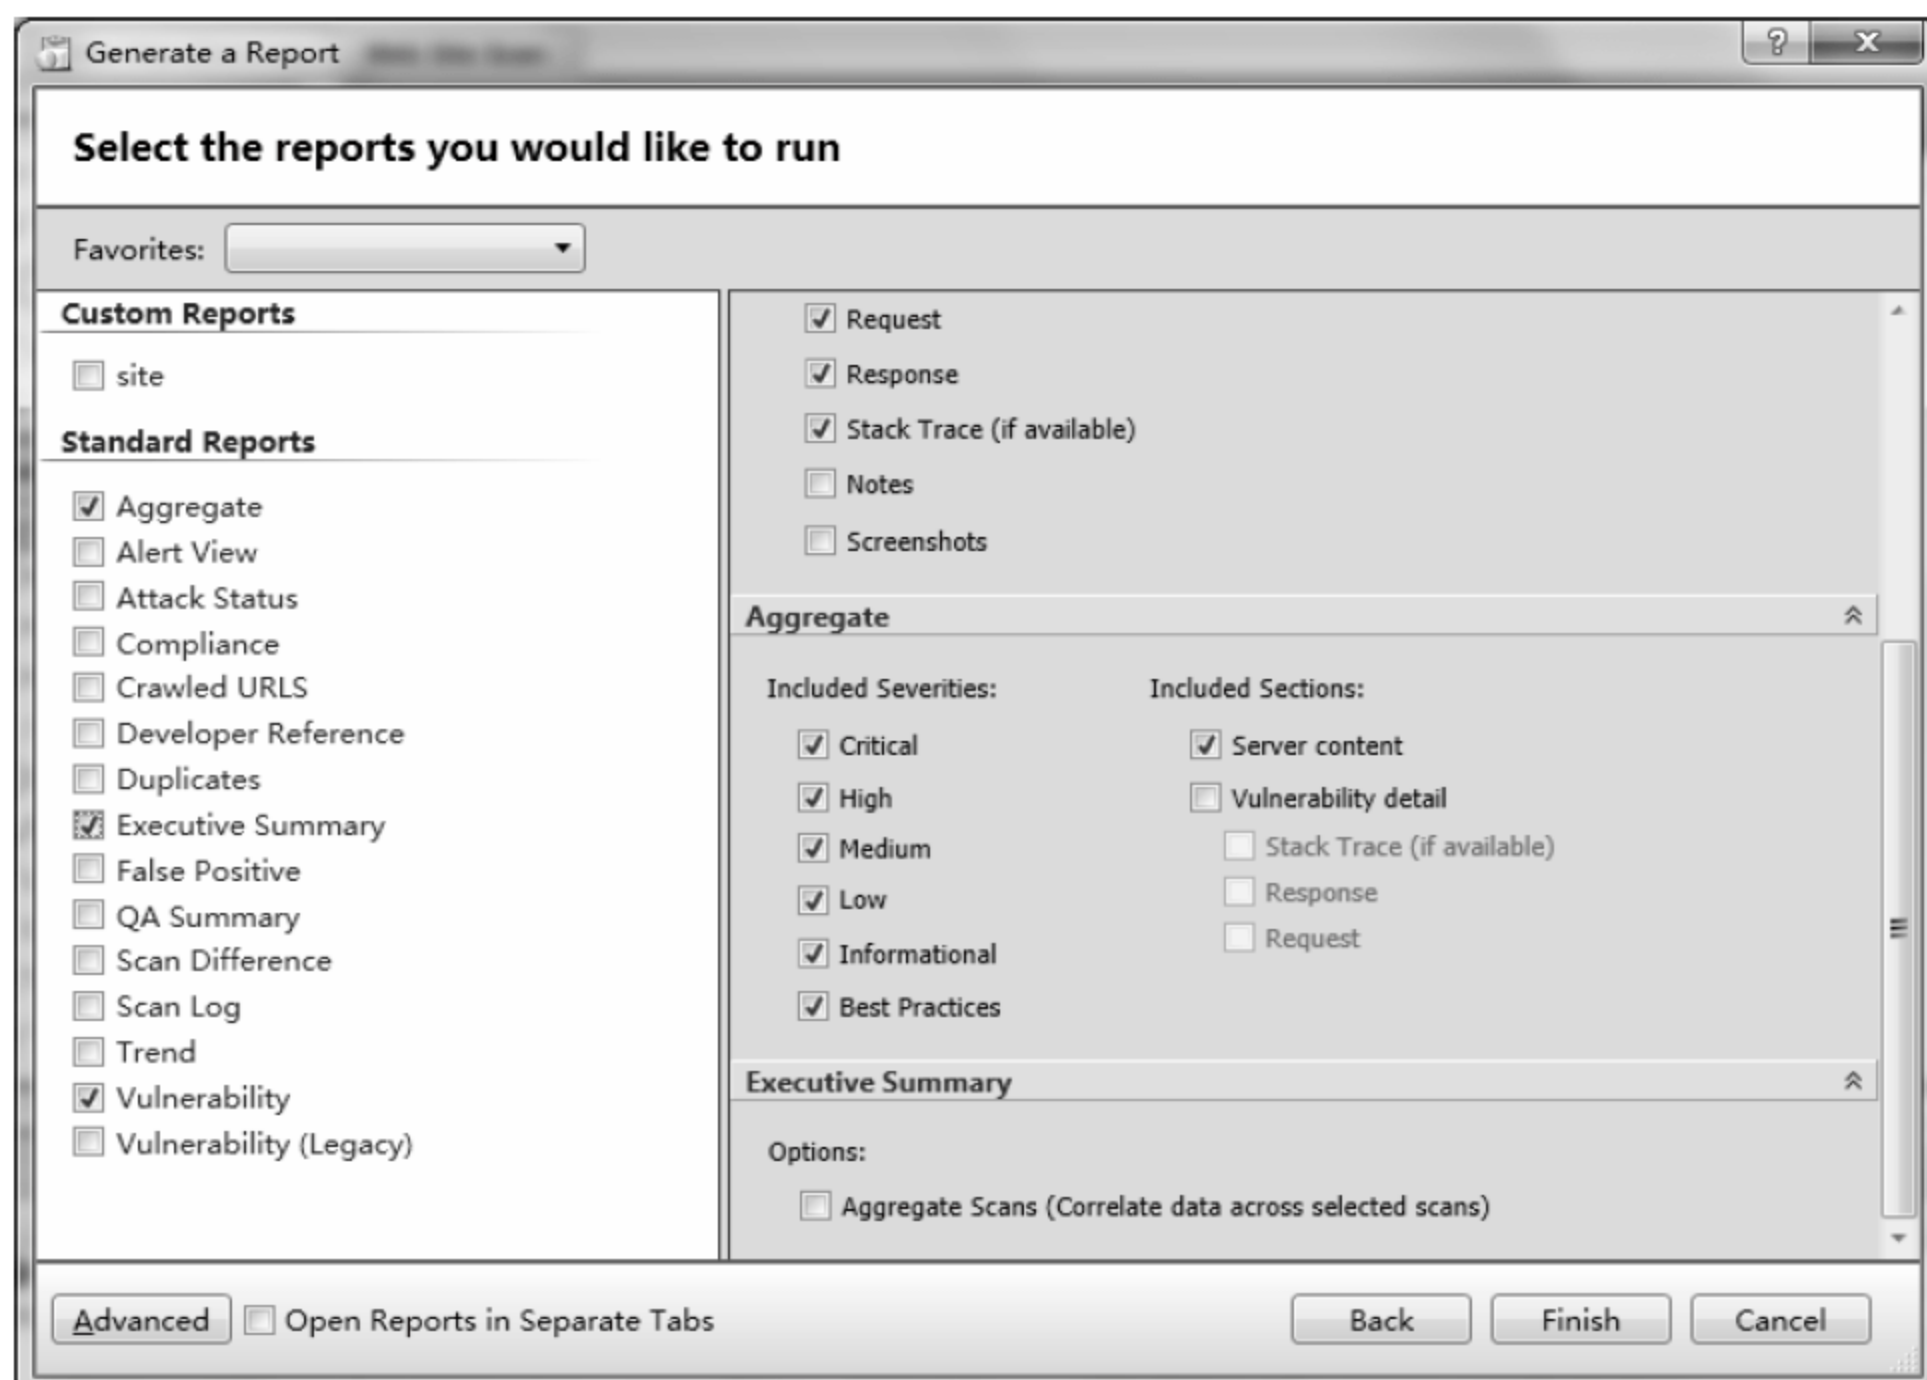 Generate a Report
Select the reports you would like to run
Favorites:
Custom Reports
site
Standard Reports
Aggregate
Alert View
Attack Status
Compliance
Crawled URLS
Developer Reference
Duplicates
Executive Summary
False Positive
QA Summary
Scan Difference
Scan Log
Trend
Vulnerability
Vulnerability (Legacy)
Request
Response
Stack Trace (if available)
Notes
Screenshots
Aggregate
Included Severities:
Critical
High
Medium
Low
Informational
Best Practices
Included Sections:
Server content
Vulnerability detail
Stack Trace (if available)
Response
Request
Executive Summary
Options:
Aggregate Scans (Correlate data across selected scans)
Advanced
Open Reports in Separate Tabs
Back
Finish
Cancel